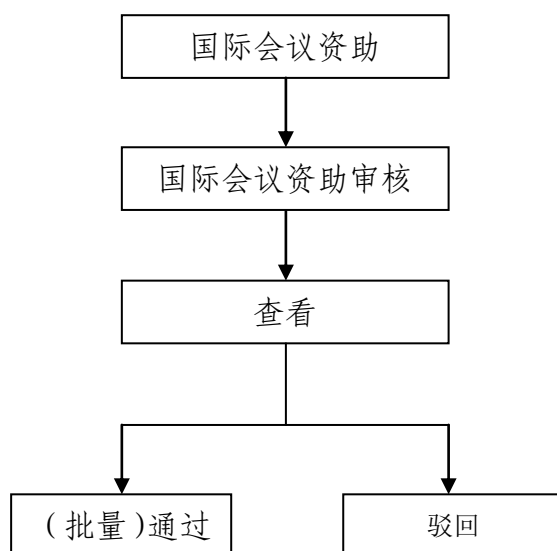 国际会议资助
国际会议资助审核
查看
（批量）通过
驳回